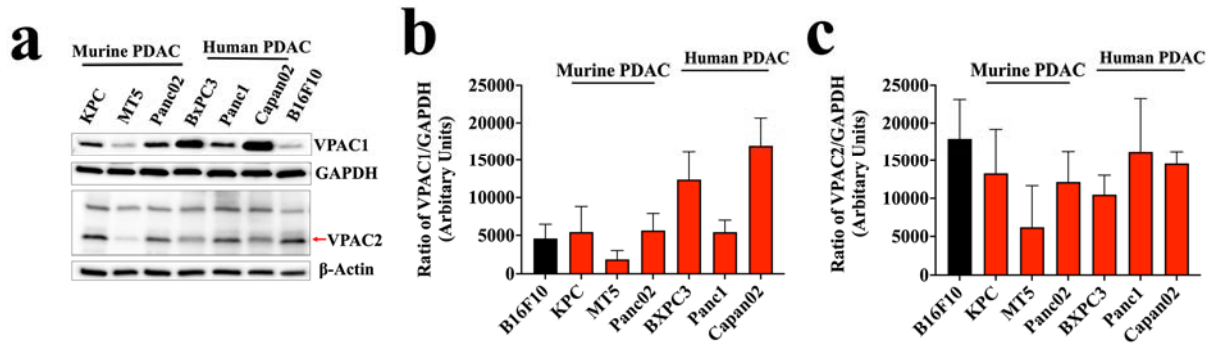 a
Murine PDAC
Human PDAC
KPC
MT5
Panc02
BxPC3
Panc1
Capan02
B16F10
VPAC1
GAPDH
VPAC2
β-Actin
b
Murine PDAC
Human PDAC
Ratio of VPAC1/GAPDH
(Arbitary Units)
25000
20000
15000
10000
5000
0
B16F10
KPC
MT5
Panc02
BXPC3
Panc1
Capan02
c
Murine PDAC
Human PDAC
Ratio of VPAC2/GAPDH
(Arbitary Units)
25000
20000
15000
10000
5000
0
B16F10
KPC
MT5
Panc02
BXPC3
Panc1
Capan02